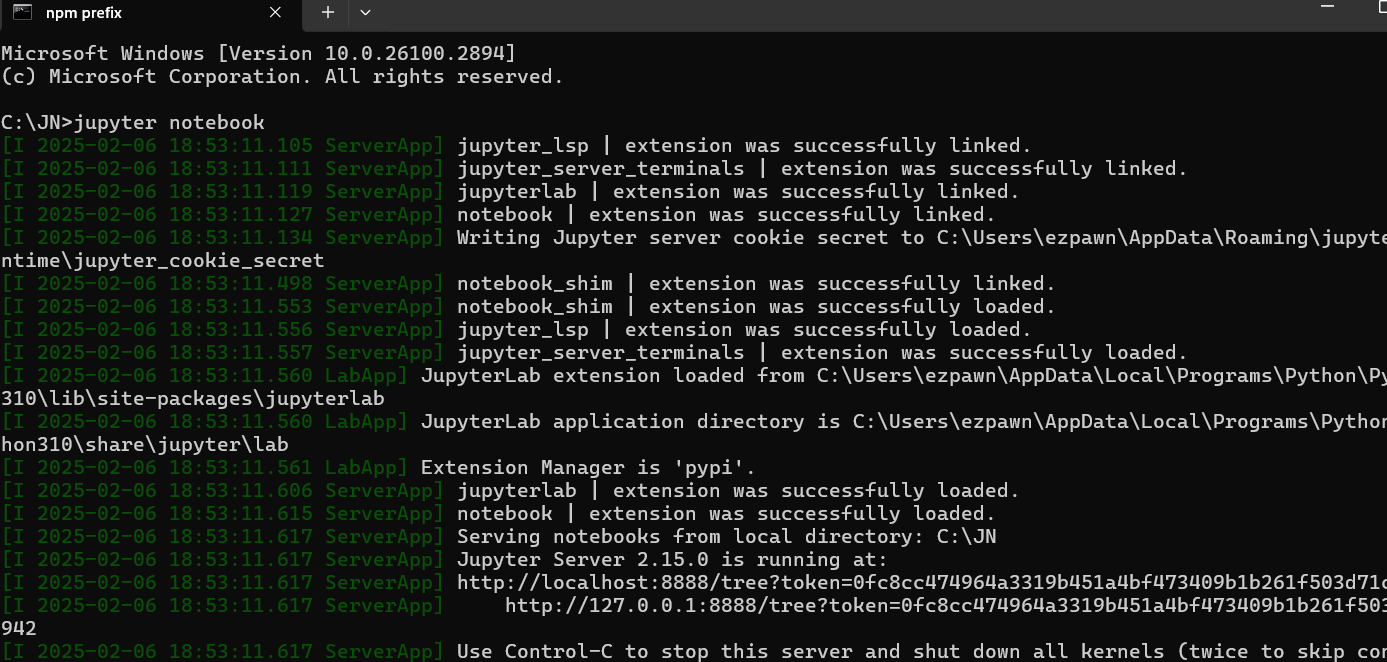 npm prefix
Microsoft Windows [Version 10.0.26100.2894]
(c) Microsoft Corporation. All rights reserved.
C:\JN>jupyter notebook
[I 2025-02-06 18:53:11.105 ServerApp] jupyter_lsp | extension was successfully linked.
[I 2025-02-06 18:53:11.111 ServerApp] jupyter_server_terminals | extension was successfully linked.
[I 2025-02-06 18:53:11.119 ServerApp] jupyterlab | extension was successfully linked.
[I 2025-02-06 18:53:11.127 ServerApp] notebook | extension was successfully linked.
[I 2025-02-06 18:53:11.134 ServerApp] Writing Jupyter server cookie secret to C:\Users\ezpawn\AppData\Roaming\jupyte
ntime\jupyter_cookie_secret
[I 2025-02-06 18:53:11.498 ServerApp] notebook_shim | extension was successfully linked.
[I 2025-02-06 18:53:11.553 ServerApp] notebook_shim | extension was successfully loaded.
[I 2025-02-06 18:53:11.556 ServerApp] jupyter_lsp | extension was successfully loaded.
[I 2025-02-06 18:53:11.557 ServerApp] jupyter_server_terminals | extension was successfully loaded.
[I 2025-02-06 18:53:11.560 LabApp] JupyterLab extension loaded from C:\Users\ezpawn\AppData\Local\Programs\Python\Py
310\lib\site-packages\jupyterlab
[I 2025-02-06 18:53:11.560 LabApp] JupyterLab application directory is C:\Users\ezpawn\AppData\Local\Programs\Python
hon310\share\jupyter\lab
[I 2025-02-06 18:53:11.561 LabApp] Extension Manager is 'pypi'.
[I 2025-02-06 18:53:11.606 ServerApp] jupyterlab | extension was successfully loaded.
[I 2025-02-06 18:53:11.615 ServerApp] notebook | extension was successfully loaded.
[I 2025-02-06 18:53:11.617 ServerApp] Serving notebooks from local directory: C:\JN
[I 2025-02-06 18:53:11.617 ServerApp] Jupyter Server 2.15.0 is running at:
[I 2025-02-06 18:53:11.617 ServerApp] http://localhost:8888/tree?token=0fc8cc474964a3319b451a4bf473409b1b261f503d71c
[I 2025-02-06 18:53:11.617 ServerApp]     http://127.0.0.1:8888/tree?token=0fc8cc474964a3319b451a4bf473409b1b261f503
942
[I 2025-02-06 18:53:11.617 ServerApp] Use Control-C to stop this server and shut down all kernels (twice to skip con